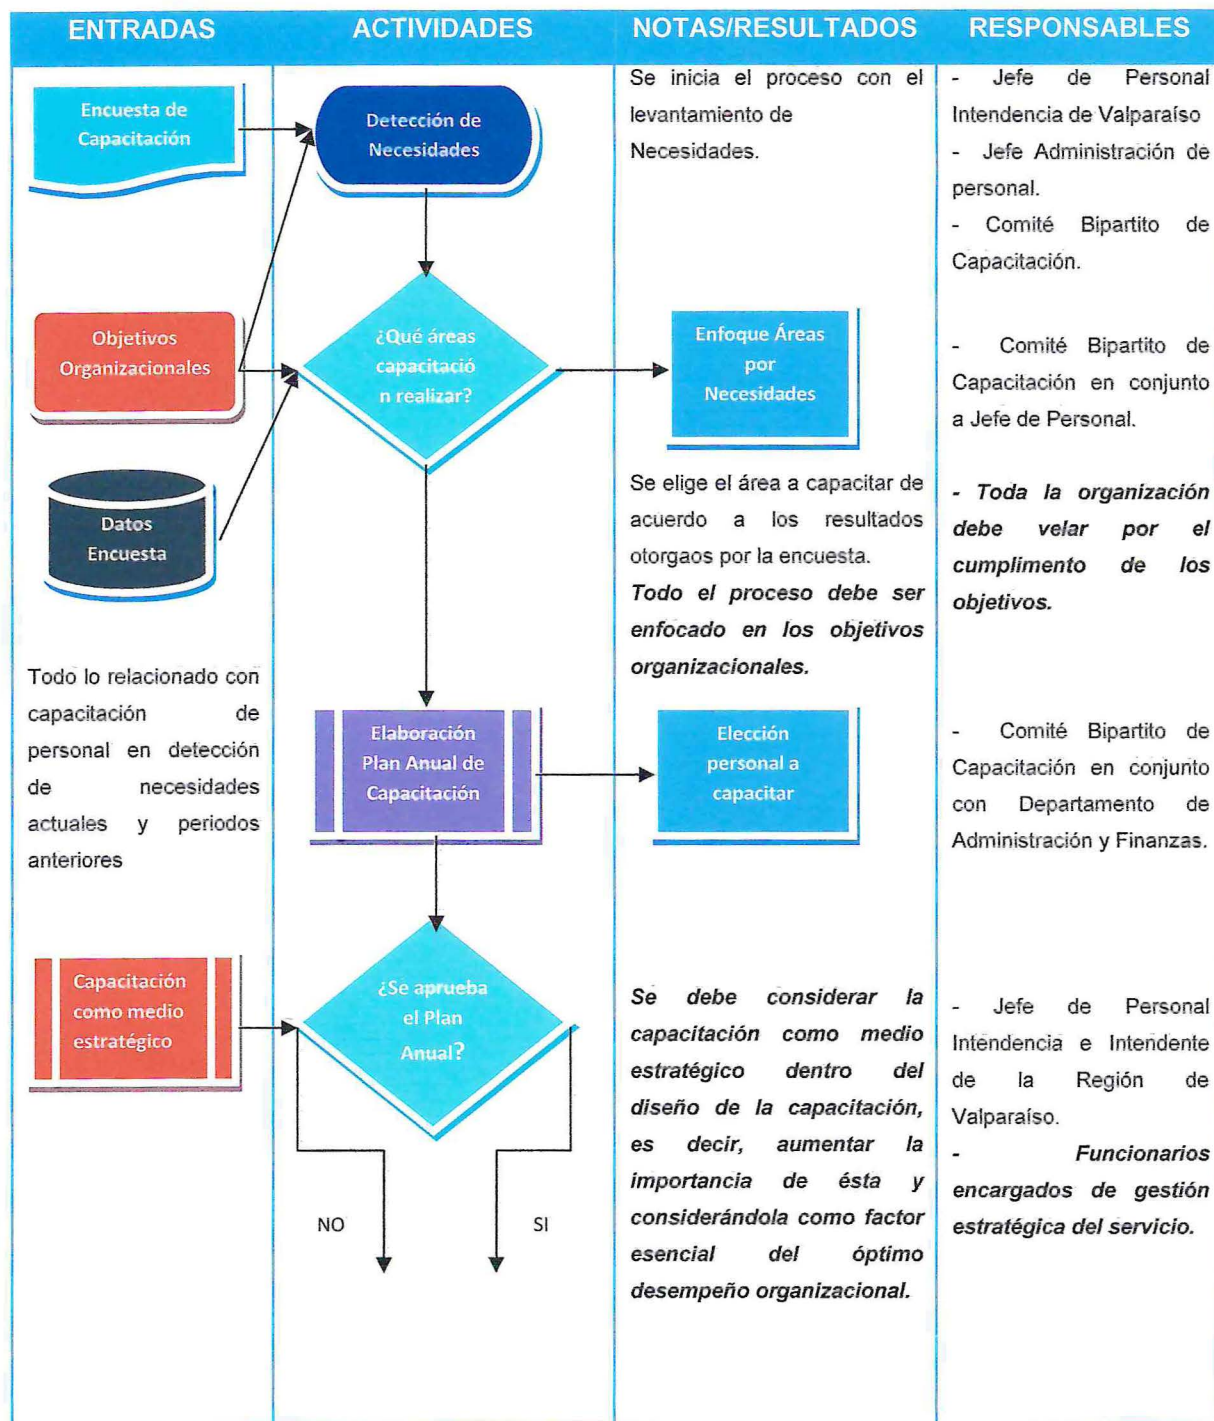 ENTRADAS
ACTIVIDADES
NOTAS/RESULTADOS
RESPONSABLES
Encuesta de
Capacitación
Detección de
Necesidades
Se inicia el proceso con el
levantamiento de
Necesidades.
- Jefe de Personal
Intendencia de Valparaíso
- Jefe Administración de
personal.
- Comité Bipartito de
Capacitación.
Objetivos
Organizacionales
¿Qué áreas
capacitació
n realizar?
Enfoque Áreas
por
Necesidades
- Comité Bipartito de
Capacitación en conjunto
a Jefe de Personal.
Datos
Encuesta
Se elige el área a capacitar de
acuerdo a los resultados
otorgaos por la encuesta.
Todo el proceso debe ser
enfocado en los objetivos
organizacionales.
- Toda la organización
debe velar por el
cumplimento de los
objetivos.
Todo lo relacionado con
capacitación de
personal en detección
de necesidades
actuales y periodos
anteriores
Elaboración
Plan Anual de
Capacitación
Elección
personal a
capacitar
- Comité Bipartito de
Capacitación en conjunto
con Departamento de
Administración y Finanzas.
Capacitación
como medio
estratégico
¿Se aprueba
el Plan
Anual?
NO
SI
Se debe considerar la
capacitación como medio
estratégico dentro del
diseño de la capacitación,
es decir, aumentar la
importancia de ésta y
considerándola como factor
esencial del óptimo
desempeño organizacional.
- Jefe de Personal
Intendencia e Intendente
de la Región de
Valparaíso.
- Funcionarios
encargados de gestión
estratégica del servicio.